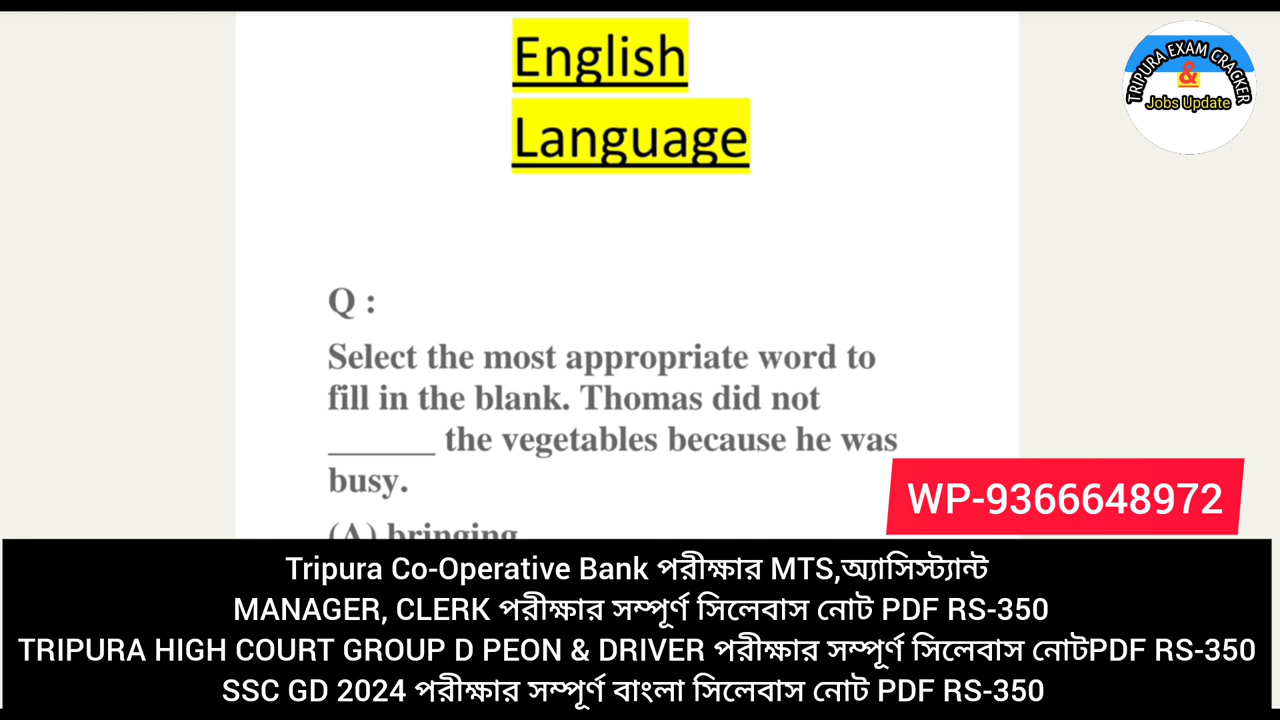 English
Language
TRIPURA EXAM CRACKER
&
Jobs Update
Q :
Select the most appropriate word to
fill in the blank. Thomas did not
______ the vegetables because he was
busy.
(A) bringing
WP-9366648972
Tripura Co-Operative Bank পরীক্ষার MTS,অ্যাসিস্ট্যান্ট
MANAGER, CLERK পরীক্ষার সম্পূর্ণ সিলেবাস নোট PDF RS-350
TRIPURA HIGH COURT GROUP D PEON & DRIVER পরীক্ষার সম্পূর্ণ সিলেবাস নোটPDF RS-350
SSC GD 2024 পরীক্ষার সম্পূর্ণ বাংলা সিলেবাস নোট PDF RS-350